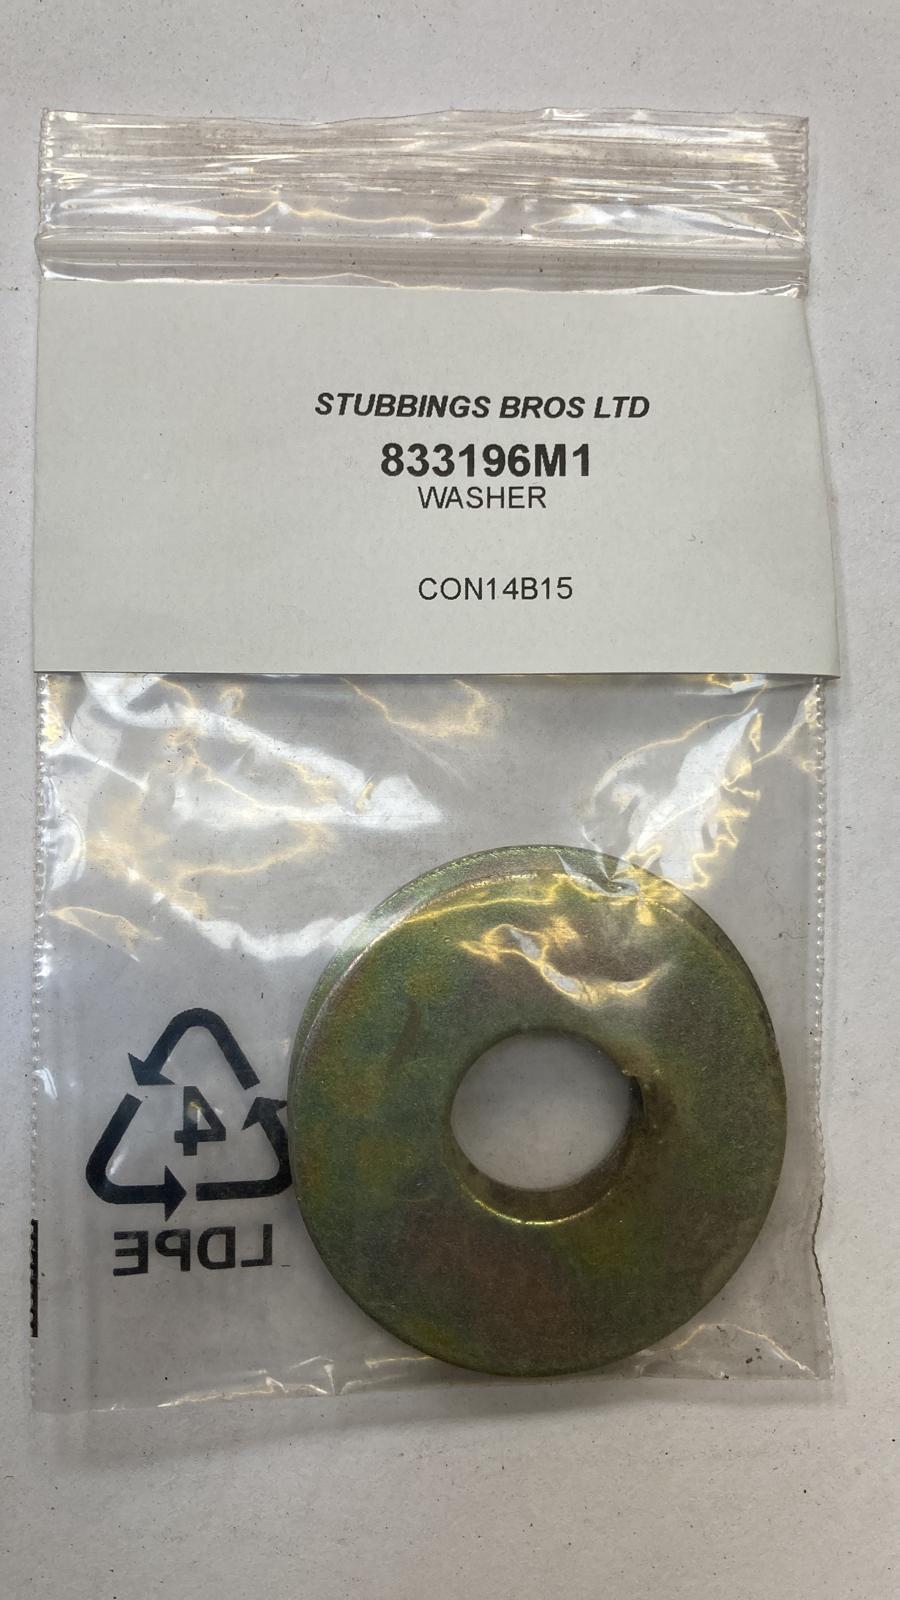 STUBBINGS BROS LTD
833196M1
WASHER
CON14B15
4
LDPE